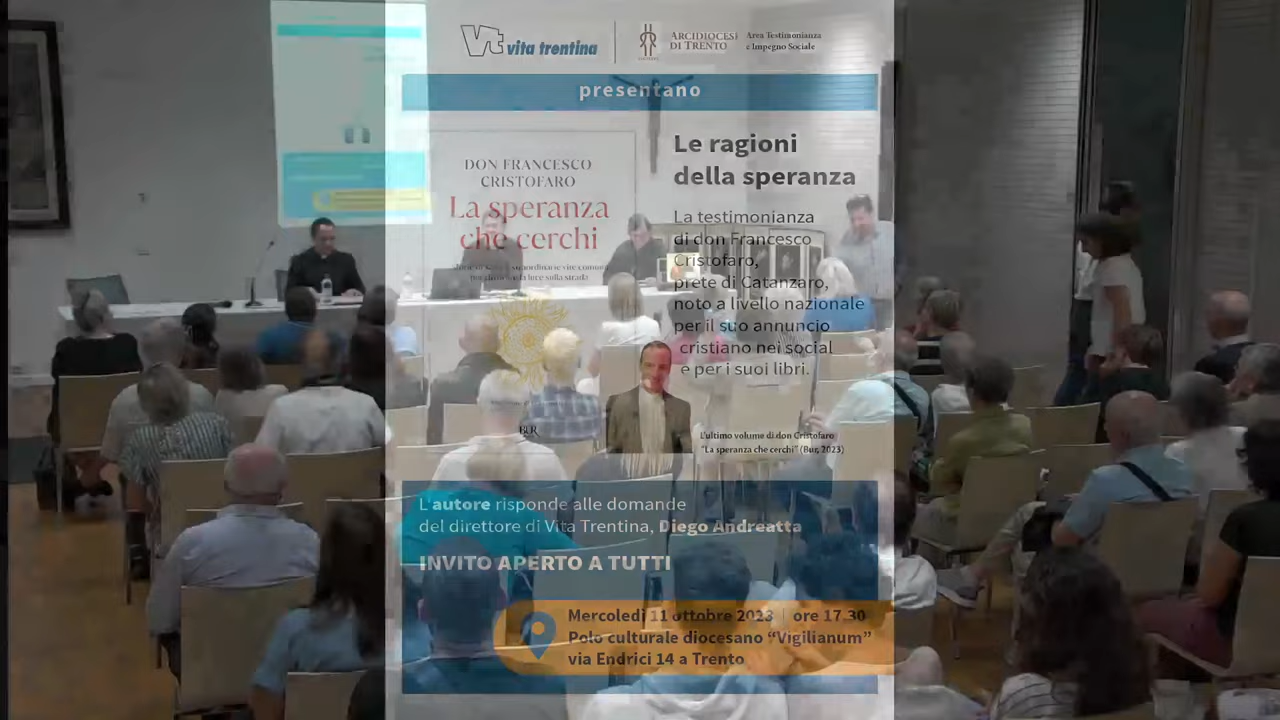 Vt vita trentina
ARCIDIOCESI DI TRENTO
Area Testimonianza e Impegno Sociale
presentano
DON FRANCESCO
CRISTOFARO
La speranza
che cerchi
BUR
Le ragioni
della speranza
La testimonianza
di don Francesco
Cristofaro,
prete di Catanzaro,
noto a livello nazionale
per il suo annuncio
cristiano nei social
e per i suoi libri.
L'ultimo volume di don Cristofaro
"La speranza che cerchi" (Bur, 2023)
L'autore risponde alle domande
del direttore di Vita Trentina, Diego Andreatta
INVITO APERTO A TUTTI
Mercoledì 11 ottobre 2023 | ore 17.30
Polo culturale diocesano “Vigilianum”
via Endrici 14 a Trento